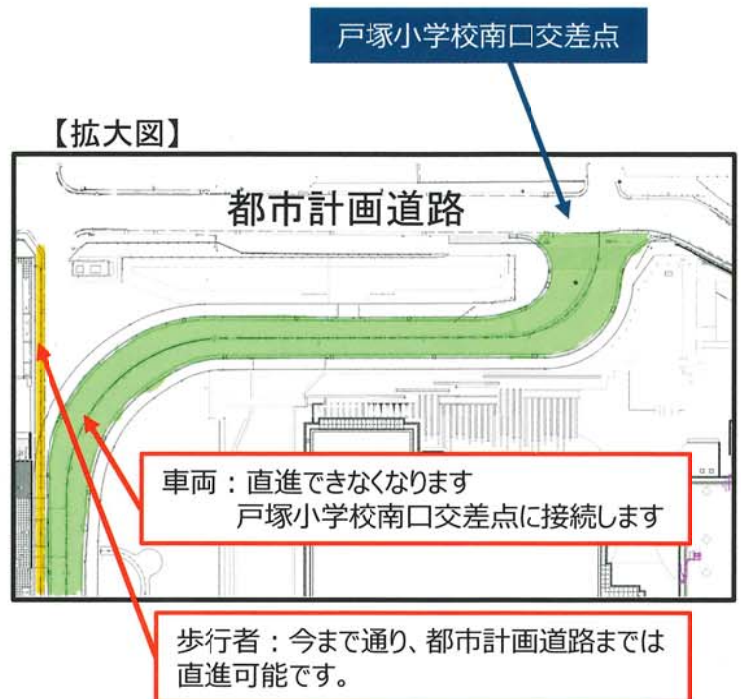 戸塚小学校南口交差点
【拡大図】
都市計画道路
車両：直進できなくなります
戸塚小学校南口交差点に接続します
歩行者：今まで通り、都市計画道路までは
直進可能です。